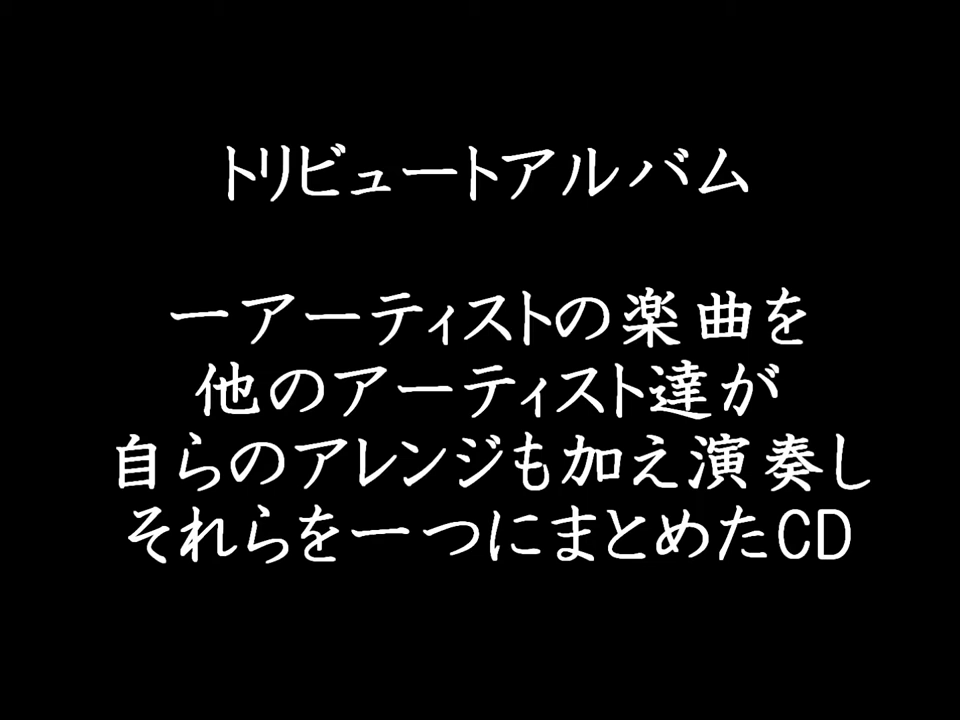 トリビュートアルバム
一アーティストの楽曲を
他のアーティスト達が
自らのアレンジも加え演奏し
それらを一つにまとめたCD